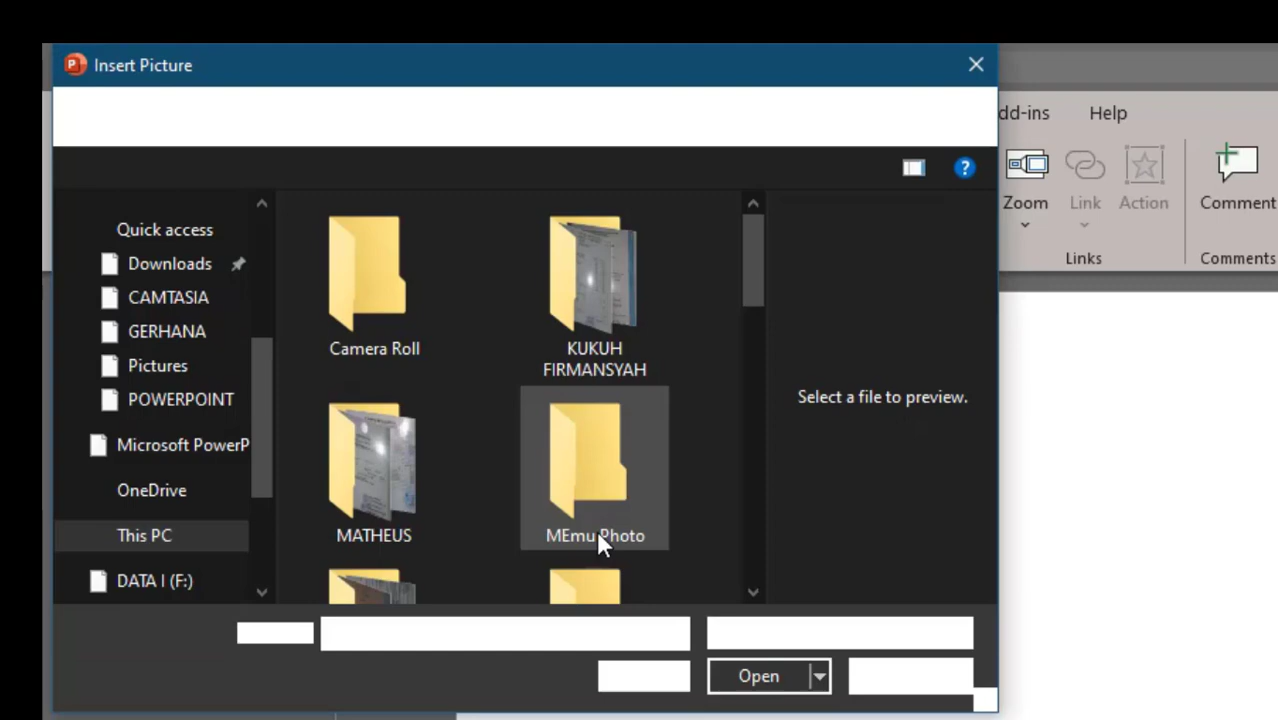 Insert Picture
dd-ins Help
Zoom Link Action Comment
Links Comments
Quick access
Downloads
CAMTASIA
GERHANA
Pictures
POWERPOINT
Microsoft PowerP
OneDrive
This PC
DATA I (F:)
Camera Roll
KUKUH
FIRMANSYAH
MATHEUS
MEmu Photo
Select a file to preview.
Open